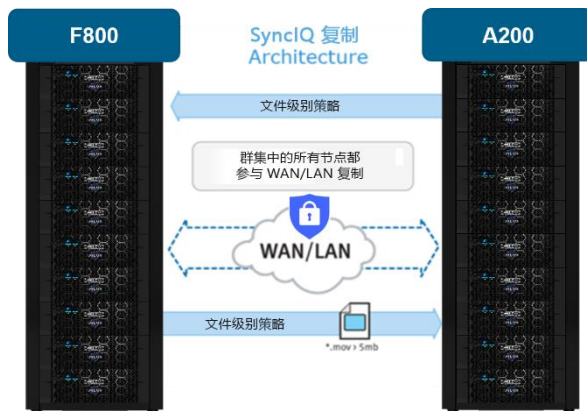 F800
SyncIQ 复制
Architecture
A200
文件级别策略
群集中的所有节点都
参与 WAN/LAN 复制
WAN/LAN
文件级别策略
*.mov > 5mb